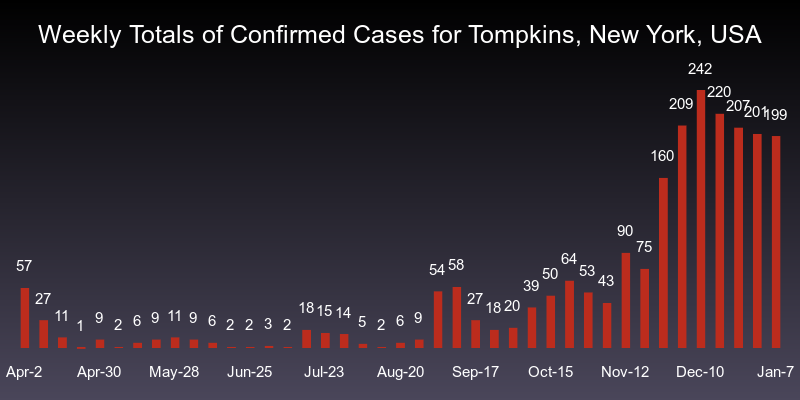 Weekly Totals of Confirmed Cases for Tompkins, New York, USA
57 27 11 1 9 2 6 9 11 9 6 2 2 3 2 18 15 14 5 2 6 9 54 58 27 18 20 39 50 64 53 43 90 75 160 209 242 220 207 201 199
Apr-2 Apr-30 May-28 Jun-25 Jul-23 Aug-20 Sep-17 Oct-15 Nov-12 Dec-10 Jan-7